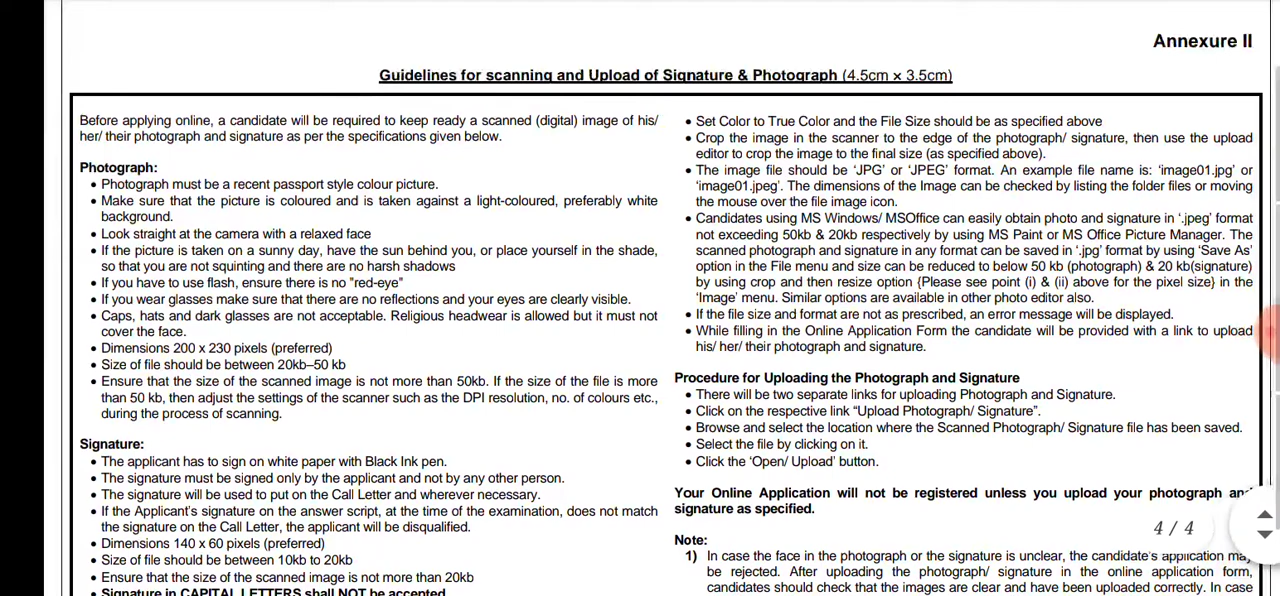 Annexure II
Guidelines for scanning and Upload of Signature & Photograph (4.5cm × 3.5cm)
Before applying online, a candidate will be required to keep ready a scanned (digital) image of his/
her/ their photograph and signature as per the specifications given below.
Photograph:
• Photograph must be a recent passport style colour picture.
• Make sure that the picture is coloured and is taken against a light-coloured, preferably white
background.
• Look straight at the camera with a relaxed face
• If the picture is taken on a sunny day, have the sun behind you, or place yourself in the shade,
so that you are not squinting and there are no harsh shadows
• If you have to use flash, ensure there is no "red-eye"
• If you wear glasses make sure that there are no reflections and your eyes are clearly visible.
• Caps, hats and dark glasses are not acceptable. Religious headwear is allowed but it must not
cover the face.
• Dimensions 200 x 230 pixels (preferred)
• Size of file should be between 20kb–50 kb
• Ensure that the size of the scanned image is not more than 50kb. If the size of the file is more
than 50 kb, then adjust the settings of the scanner such as the DPI resolution, no. of colours etc.,
during the process of scanning.
Signature:
• The applicant has to sign on white paper with Black Ink pen.
• The signature must be signed only by the applicant and not by any other person.
• The signature will be used to put on the Call Letter and wherever necessary.
• If the Applicant's signature on the answer script, at the time of the examination, does not match
the signature on the Call Letter, the applicant will be disqualified.
• Dimensions 140 x 60 pixels (preferred)
• Size of file should be between 10kb to 20kb
• Ensure that the size of the scanned image is not more than 20kb
• Signature in CAPITAL LETTERS shall NOT be accepted
• Set Color to True Color and the File Size should be as specified above
• Crop the image in the scanner to the edge of the photograph/ signature, then use the upload
editor to crop the image to the final size (as specified above).
• The image file should be 'JPG' or 'JPEG' format. An example file name is: 'image01.jpg' or
'image01.jpeg'. The dimensions of the Image can be checked by listing the folder files or moving
the mouse over the file image icon.
• Candidates using MS Windows/ MSOffice can easily obtain photo and signature in '.jpeg' format
not exceeding 50kb & 20kb respectively by using MS Paint or MS Office Picture Manager. The
scanned photograph and signature in any format can be saved in '.jpg' format by using 'Save As'
option in the File menu and size can be reduced to below 50 kb (photograph) & 20 kb(signature)
by using crop and then resize option {Please see point (i) & (ii) above for the pixel size} in the
'Image' menu. Similar options are available in other photo editor also.
• If the file size and format are not as prescribed, an error message will be displayed.
• While filling in the Online Application Form the candidate will be provided with a link to upload
his/ her/ their photograph and signature.
Procedure for Uploading the Photograph and Signature
• There will be two separate links for uploading Photograph and Signature.
• Click on the respective link "Upload Photograph/ Signature".
• Browse and select the location where the Scanned Photograph/ Signature file has been saved.
• Select the file by clicking on it.
• Click the 'Open/ Upload' button.
Your Online Application will not be registered unless you upload your photograph and
signature as specified.
4 / 4
Note:
1) In case the face in the photograph or the signature is unclear, the candidate's application may
be rejected. After uploading the photograph/ signature in the online application form,
candidates should check that the images are clear and have been uploaded correctly. In case